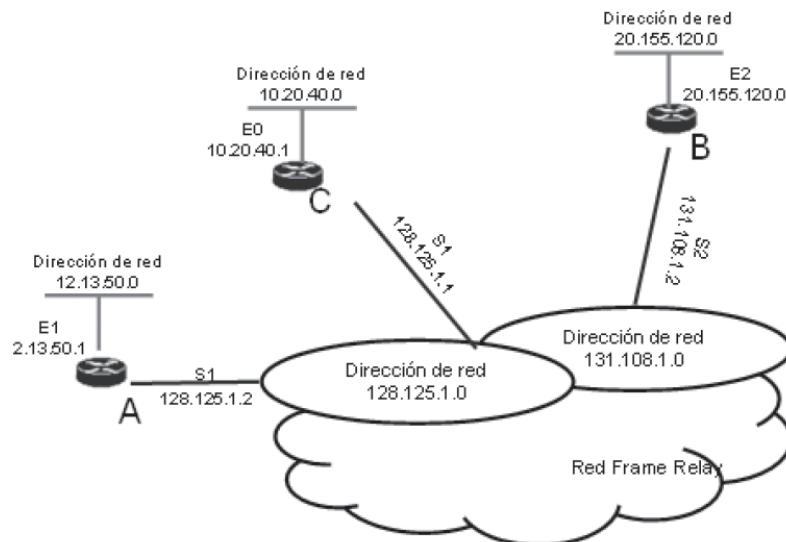 Dirección de red
20.155.120.0
E2
20.155.120.0
B
Dirección de red
10.20.40.0
E0
10.20.40.1
C
S1
128.125.1.1
S2
131.108.1.2
Dirección de red
12.13.50.0
E1
2.13.50.1
A
S1
128.125.1.2
Dirección de red
128.125.1.0
Dirección de red
131.108.1.0
Red Frame Relay